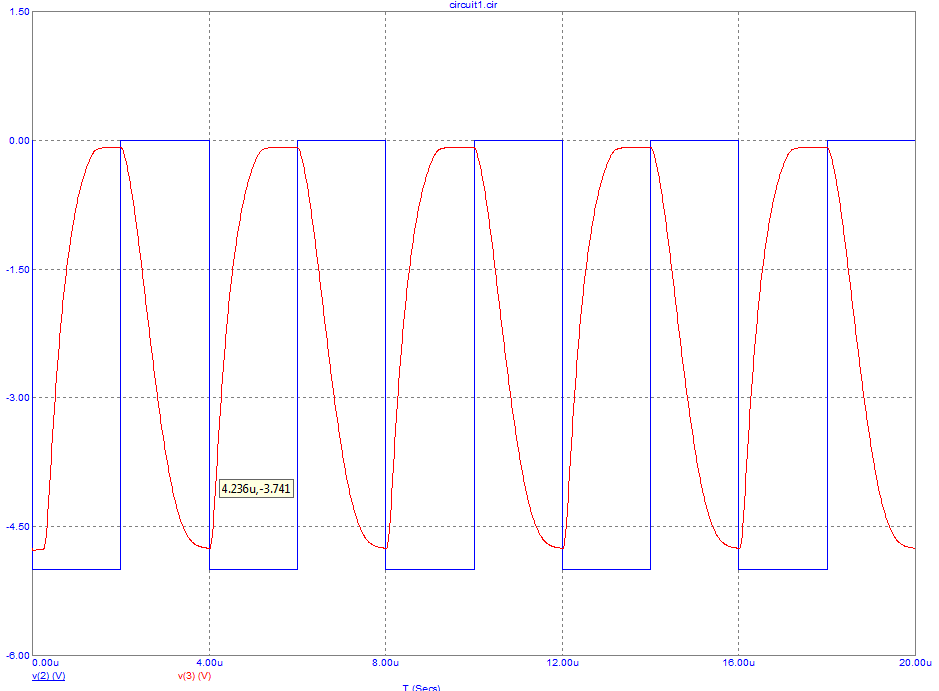 circuit1.cir
1.50
0.00
-1.50
-3.00
4.236u,-3.741
-4.50
-6.00
0.00u 4.00u 8.00u 12.00u 16.00u 20.00u
v(2) (V) v(3) (V)
T (Secs)